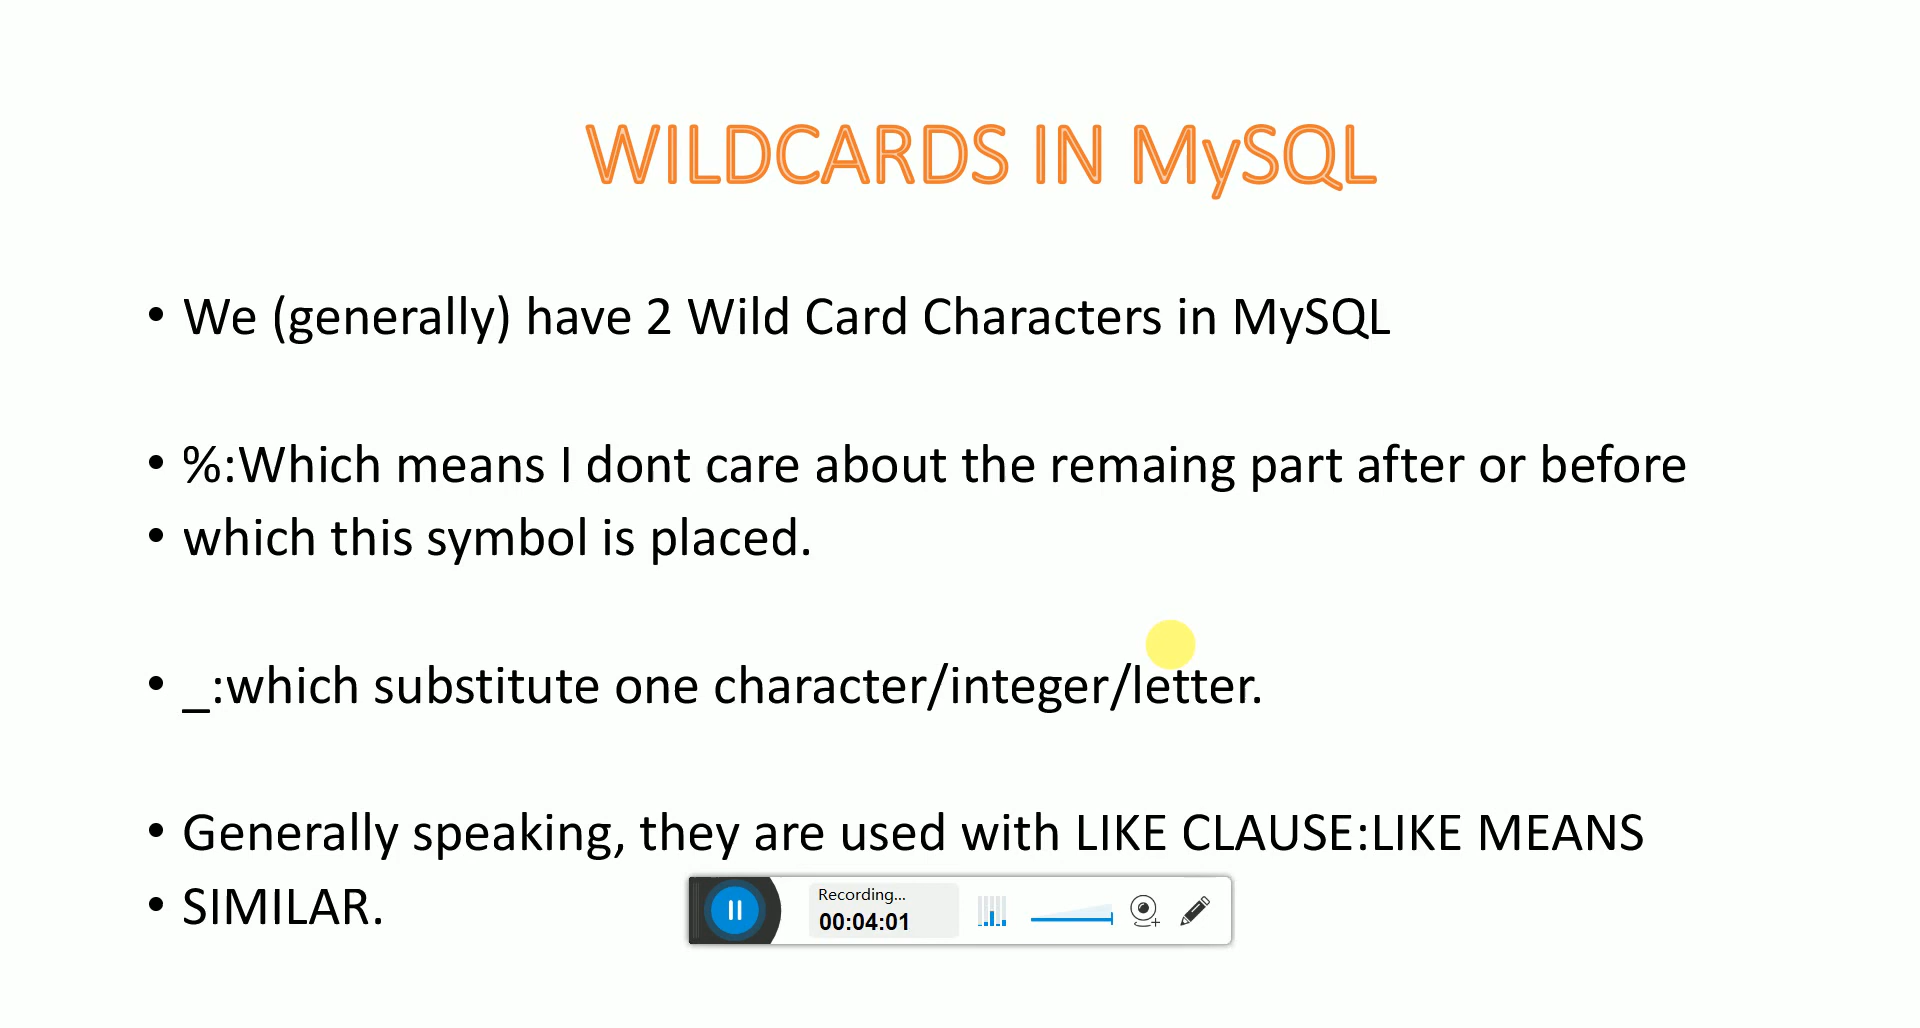 WILDCARDS IN MySQL
• We (generally) have 2 Wild Card Characters in MySQL
• %:Which means I dont care about the remaing part after or before
• which this symbol is placed.
• _:which substitute one character/integer/letter.
• Generally speaking, they are used with LIKE CLAUSE:LIKE MEANS
• SIMILAR.
Recording...
00:04:01